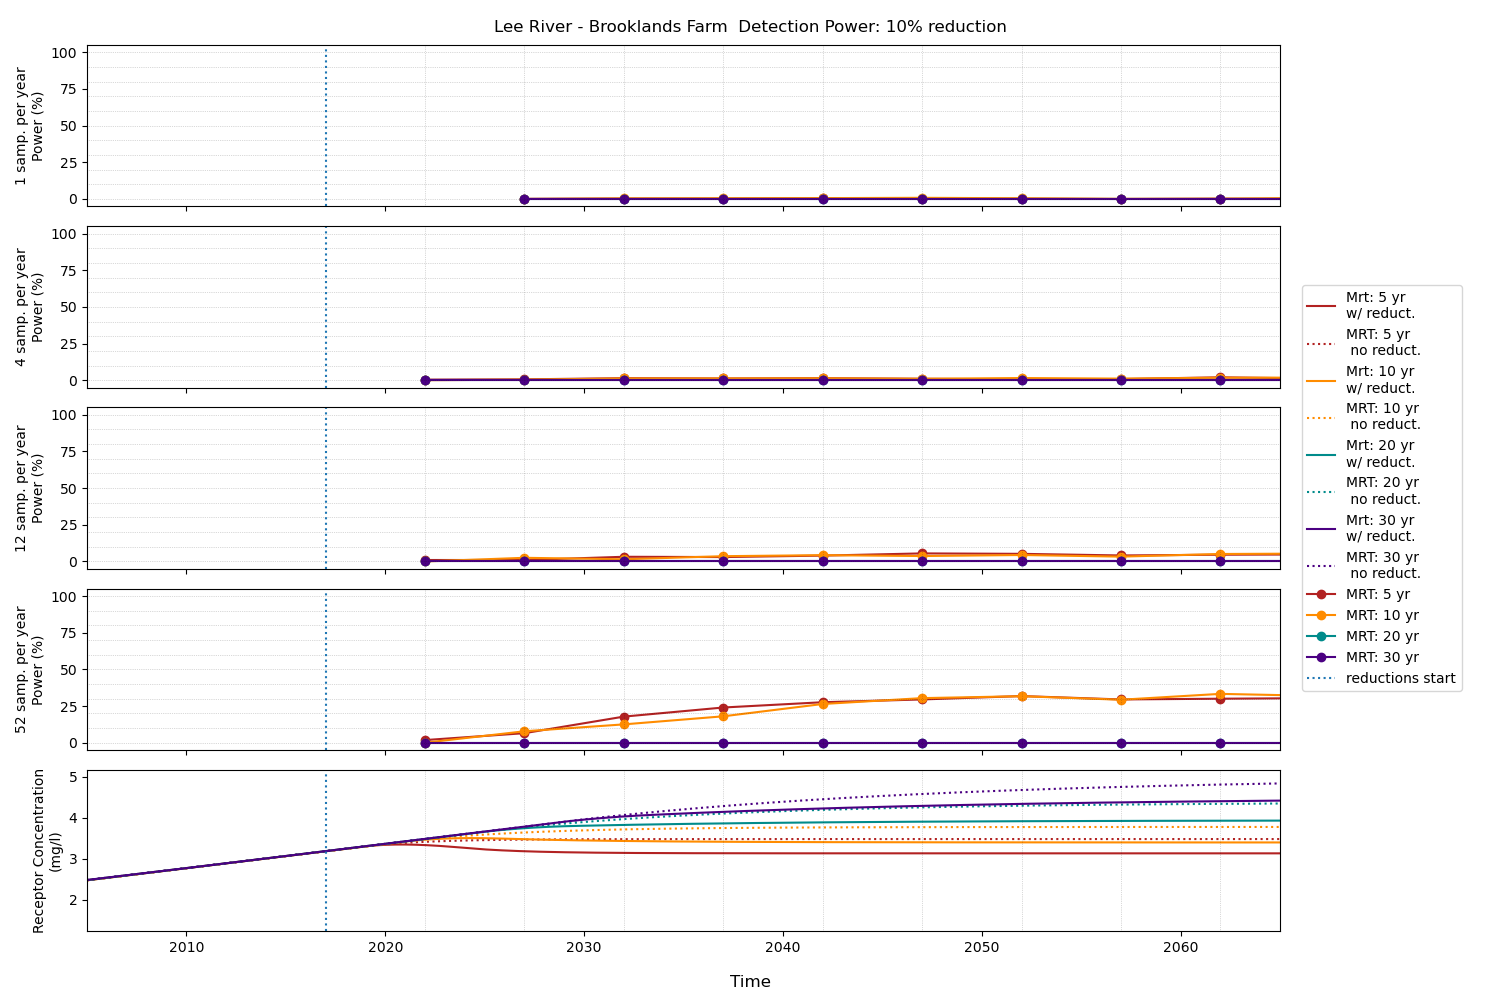 Lee River - Brooklands Farm  Detection Power: 10% reduction
1 samp. per year
Power (%)
100
75
50
25
0
4 samp. per year
Power (%)
100
75
50
25
0
12 samp. per year
Power (%)
100
75
50
25
0
52 samp. per year
Power (%)
100
75
50
25
0
Receptor Concentration
(mg/l)
5
4
3
2
2010
2020
2030
2040
2050
2060
Time
Mrt: 5 yr
w/ reduct.
MRT: 5 yr
no reduct.
Mrt: 10 yr
w/ reduct.
MRT: 10 yr
no reduct.
Mrt: 20 yr
w/ reduct.
MRT: 20 yr
no reduct.
Mrt: 30 yr
w/ reduct.
MRT: 30 yr
no reduct.
MRT: 5 yr
MRT: 10 yr
MRT: 20 yr
MRT: 30 yr
reductions start